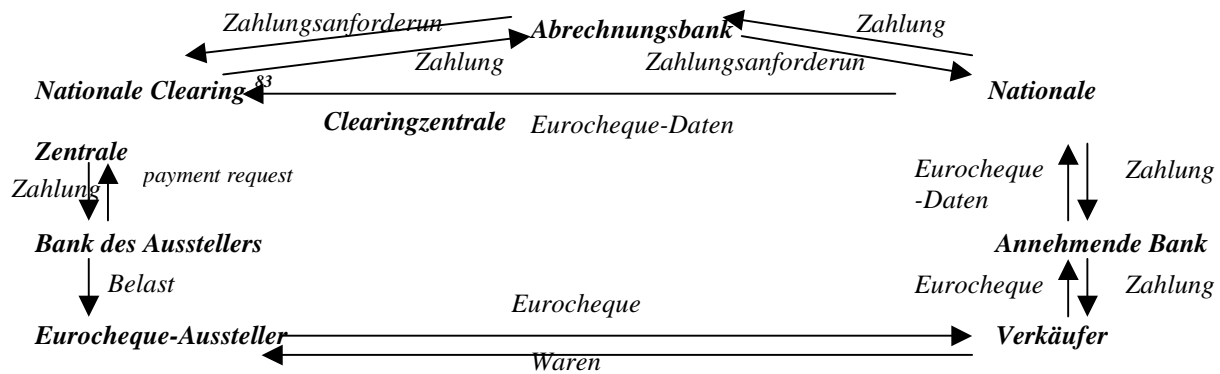 Zahlungsanforderun Abrechnungsbank Zahlung
Zahlung Zahlungsanforderun
Nationale Clearing 83 Nationale
Clearingzentrale Eurocheque-Daten
Zentrale
Zahlung payment request
Eurocheque Zahlung
-Daten
Bank des Ausstellers Annehmende Bank
Belast Eurocheque Zahlung
Eurocheque
Eurocheque-Aussteller Verkäufer
Waren